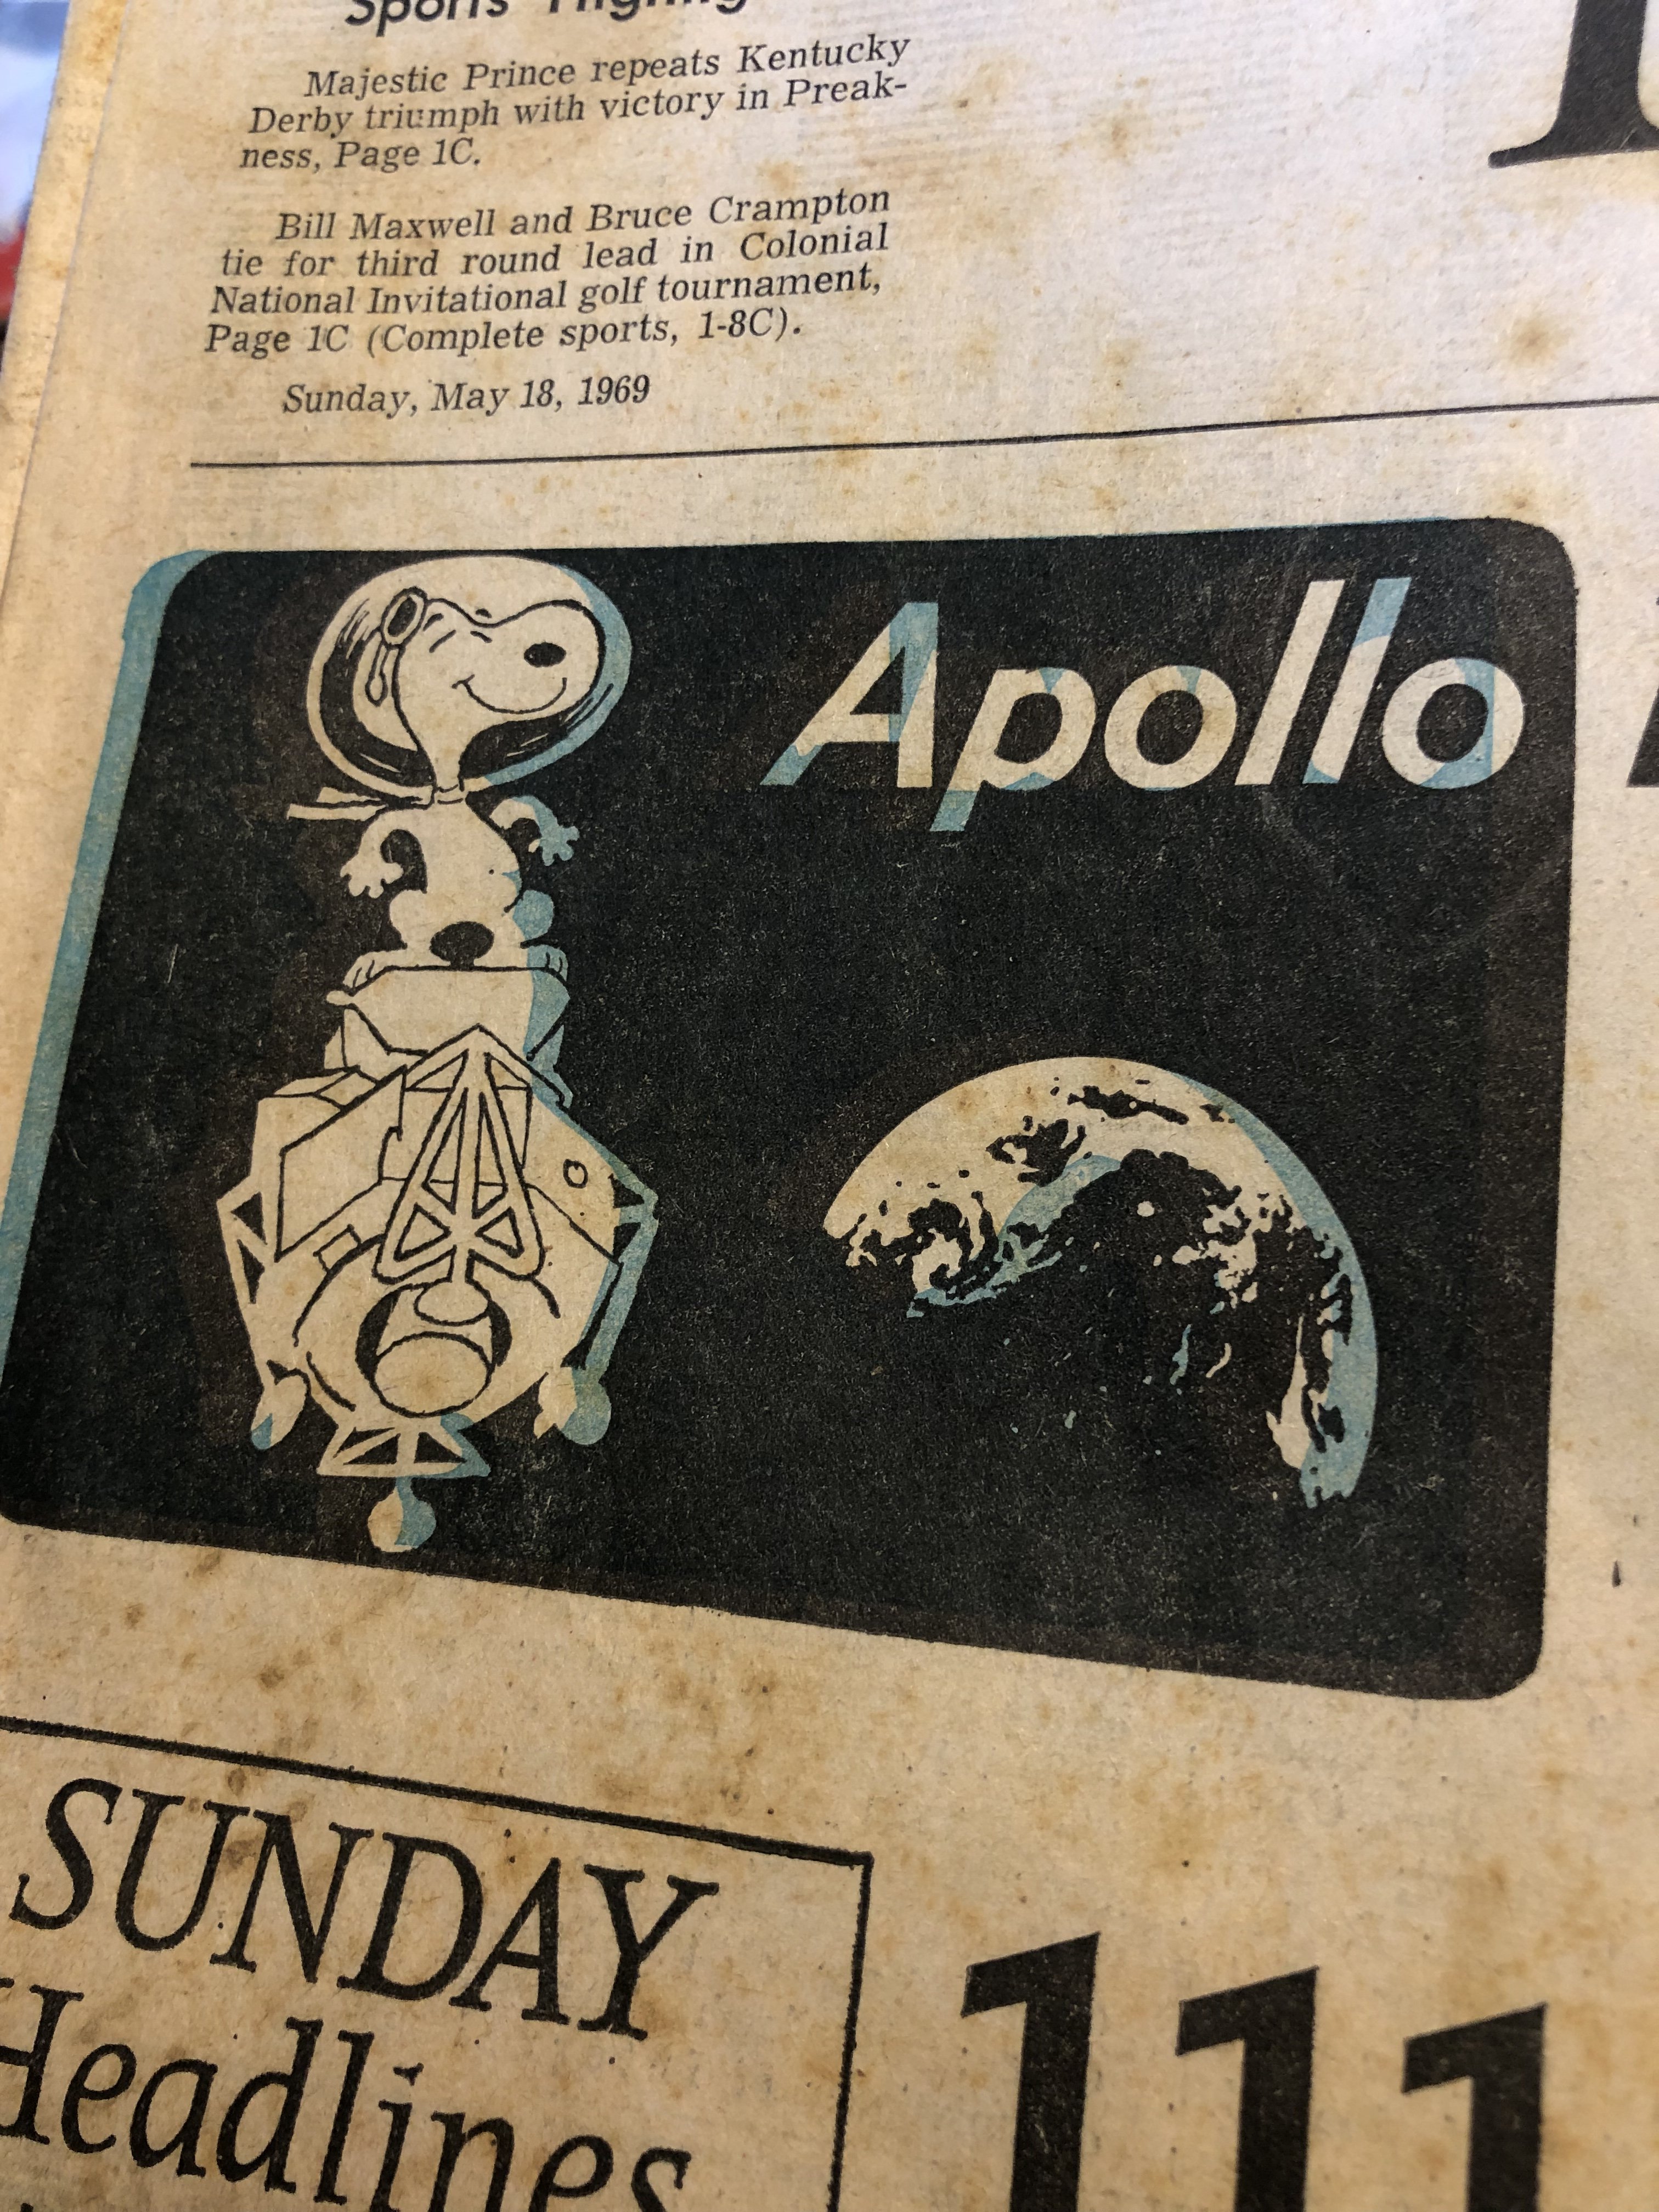 Sports
Majestic Prince repeats Kentucky
Derby triumph with victory in Preak-
ness, Page 1C.
Bill Maxwell and Bruce Crampton
tie for third round lead in Colonial
National Invitational golf tournament,
Page 1C (Complete sports, 1-8C).
Sunday, May 18, 1969
Apollo
SUNDAY
Headlines